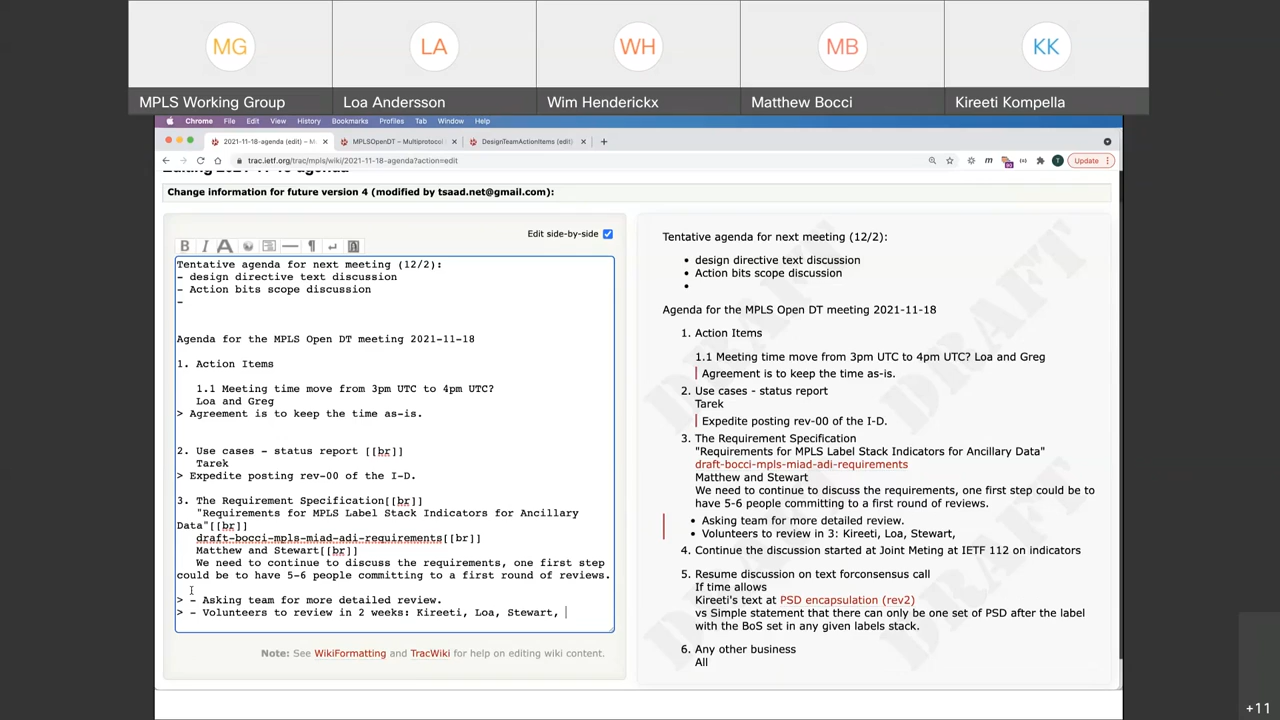 MG
LA
WH
MB
KK
MPLS Working Group
Loa Andersson
Wim Henderickx
Matthew Bocci
Kireeti Kompella
Chrome File Edit View History Bookmarks Profiles Tab Window Help
2021-11-18-agenda (edit) – M
MPLSOpenDT – Multiprotocol
DesignTeamActionItems (edit)
trac.ietf.org/trac/mpls/wiki/2021-11-18-agenda?action=edit
Update
Editing 2021-11-18-agenda
Change information for future version 4 (modified by tsaad.net@gmail.com):
Edit side-by-side
B I A
Tentative agenda for next meeting (12/2):
- design directive text discussion
- Action bits scope discussion
-
Agenda for the MPLS Open DT meeting 2021-11-18
1. Action Items
1.1 Meeting time move from 3pm UTC to 4pm UTC?
Loa and Greg
> Agreement is to keep the time as-is.
2. Use cases - status report [[br]]
Tarek
> Expedite posting rev-00 of the I-D.
3. The Requirement Specification[[br]]
"Requirements for MPLS Label Stack Indicators for Ancillary
Data"[[br]]
draft-bocci-mpls-miad-adi-requirements[[br]]
Matthew and Stewart[[br]]
We need to continue to discuss the requirements, one first step
could be to have 5-6 people committing to a first round of reviews.
> - Asking team for more detailed review.
> - Volunteers to review in 2 weeks: Kireeti, Loa, Stewart,
Note: See WikiFormatting and TracWiki for help on editing wiki content.
Tentative agenda for next meeting (12/2):
• design directive text discussion
• Action bits scope discussion
•
Agenda for the MPLS Open DT meeting 2021-11-18
1. Action Items
1.1 Meeting time move from 3pm UTC to 4pm UTC? Loa and Greg
Agreement is to keep the time as-is.
2. Use cases - status report
Tarek
Expedite posting rev-00 of the I-D.
3. The Requirement Specification
"Requirements for MPLS Label Stack Indicators for Ancillary Data"
draft-bocci-mpls-miad-adi-requirements
Matthew and Stewart
We need to continue to discuss the requirements, one first step could be to
have 5-6 people committing to a first round of reviews.
• Asking team for more detailed review.
• Volunteers to review in 3: Kireeti, Loa, Stewart,
4. Continue the discussion started at Joint Meting at IETF 112 on indicators
5. Resume discussion on text forconsensus call
If time allows
Kireeti's text at PSD encapsulation (rev2)
vs Simple statement that there can only be one set of PSD after the label
with the BoS set in any given labels stack.
6. Any other business
All
DRAFT DRAFT
DRAFT DRAFT
+11